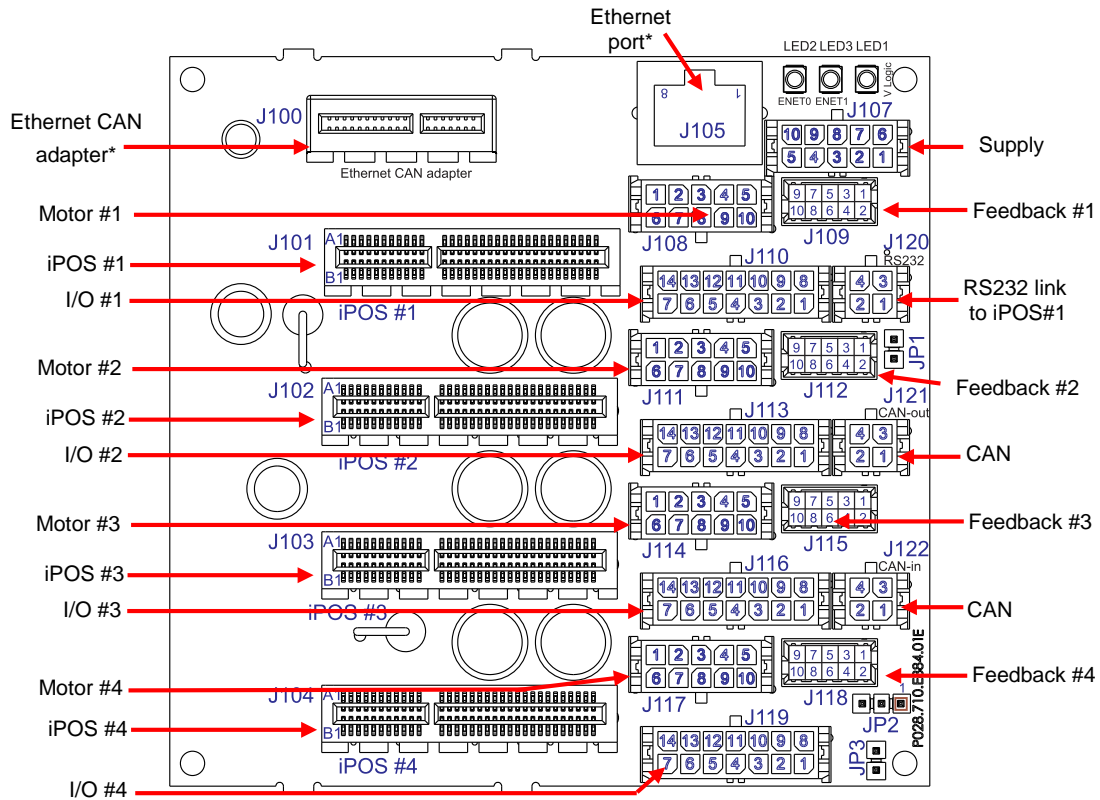 Ethernet
port*
LED2 LED3 LED1
ENET0 ENET1
V Logic
J100
Ethernet CAN
adapter*
Ethernet CAN adapter
8 1
J105
J107
10 9 8 7 6
5 4 3 2 1
Supply
Motor #1
1 2 3 4 5
6 7 8 9 10
J108
9 7 5 3 1
10 8 6 4 2
J109
Feedback #1
J101
A1
B1
iPOS #1
iPOS #1
J110
14 13 12 11 10 9 8
7 6 5 4 3 2 1
I/O #1
J120
RS232
4 3
2 1
RS232 link
to iPOS#1
Motor #2
1 2 3 4 5
6 7 8 9 10
J111
9 7 5 3 1
10 8 6 4 2
J112
JP1
Feedback #2
J102
A1
B1
iPOS #2
iPOS #2
J113
14 13 12 11 10 9 8
7 6 5 4 3 2 1
I/O #2
J121
CAN-out
4 3
2 1
CAN
Motor #3
1 2 3 4 5
6 7 8 9 10
J114
9 7 5 3 1
10 8 6 4 2
J115
Feedback #3
J103
A1
B1
iPOS #3
iPOS #3
J116
14 13 12 11 10 9 8
7 6 5 4 3 2 1
I/O #3
J122
CAN-in
4 3
2 1
CAN
Motor #4
1 2 3 4 5
6 7 8 9 10
J117
9 7 5 3 1
10 8 6 4 2
J118
Feedback #4
J104
A1
B1
iPOS #4
iPOS #4
J119
14 13 12 11 10 9 8
7 6 5 4 3 2 1
I/O #4
1
JP2
JP3
P028.710.E384.01E